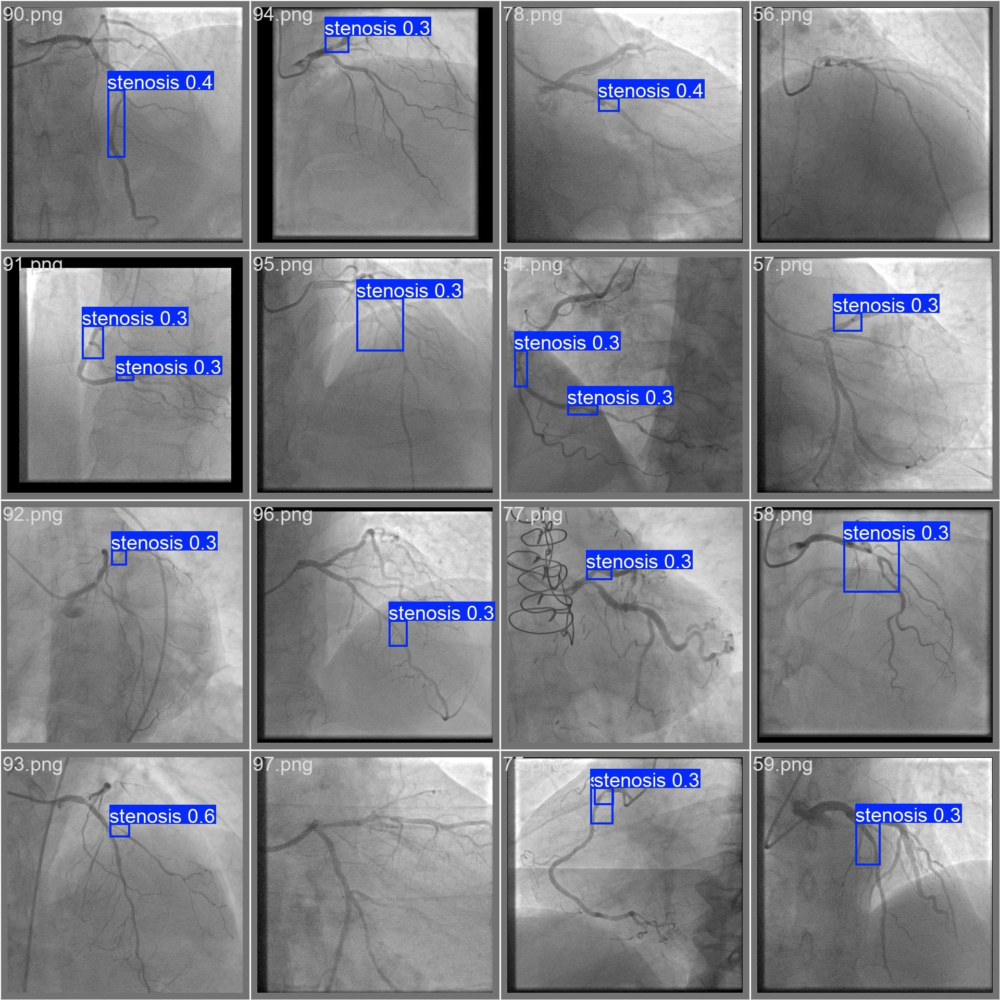 90.png
94.png
78.png
56.png
stenosis 0.3
stenosis 0.4
stenosis 0.4
91.png
95.png
54.png
57.png
stenosis 0.3
stenosis 0.3
stenosis 0.3
stenosis 0.3
stenosis 0.3
stenosis 0.3
92.png
96.png
77.png
58.png
stenosis 0.3
stenosis 0.3
stenosis 0.3
stenosis 0.3
93.png
97.png
59.png
stenosis 0.3
stenosis 0.3
stenosis 0.6